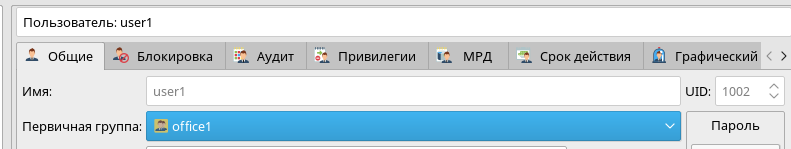 Пользователь: user1
Общие Блокировка Аудит Привилегии МРД Срок действия Графический
Имя: user1 UID: 1002
Первичная группа: office1 Пароль